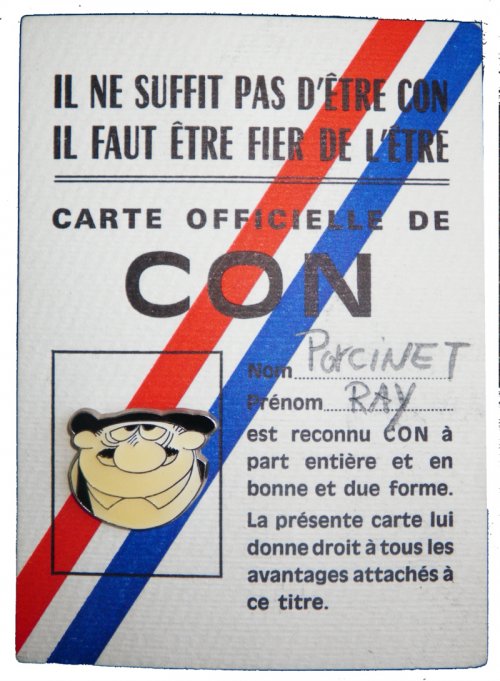 IL NE SUFFIT PAS D'ÊTRE CON
IL FAUT ÊTRE FIER DE L'ÊTRE
CARTE OFFICIELLE DE
CON
Nom PorciNET
Prénom RAY
est reconnu CON à
part entière et en
bonne et due forme.
La présente carte lui
donne droit à tous les
avantages attachés à
ce titre.